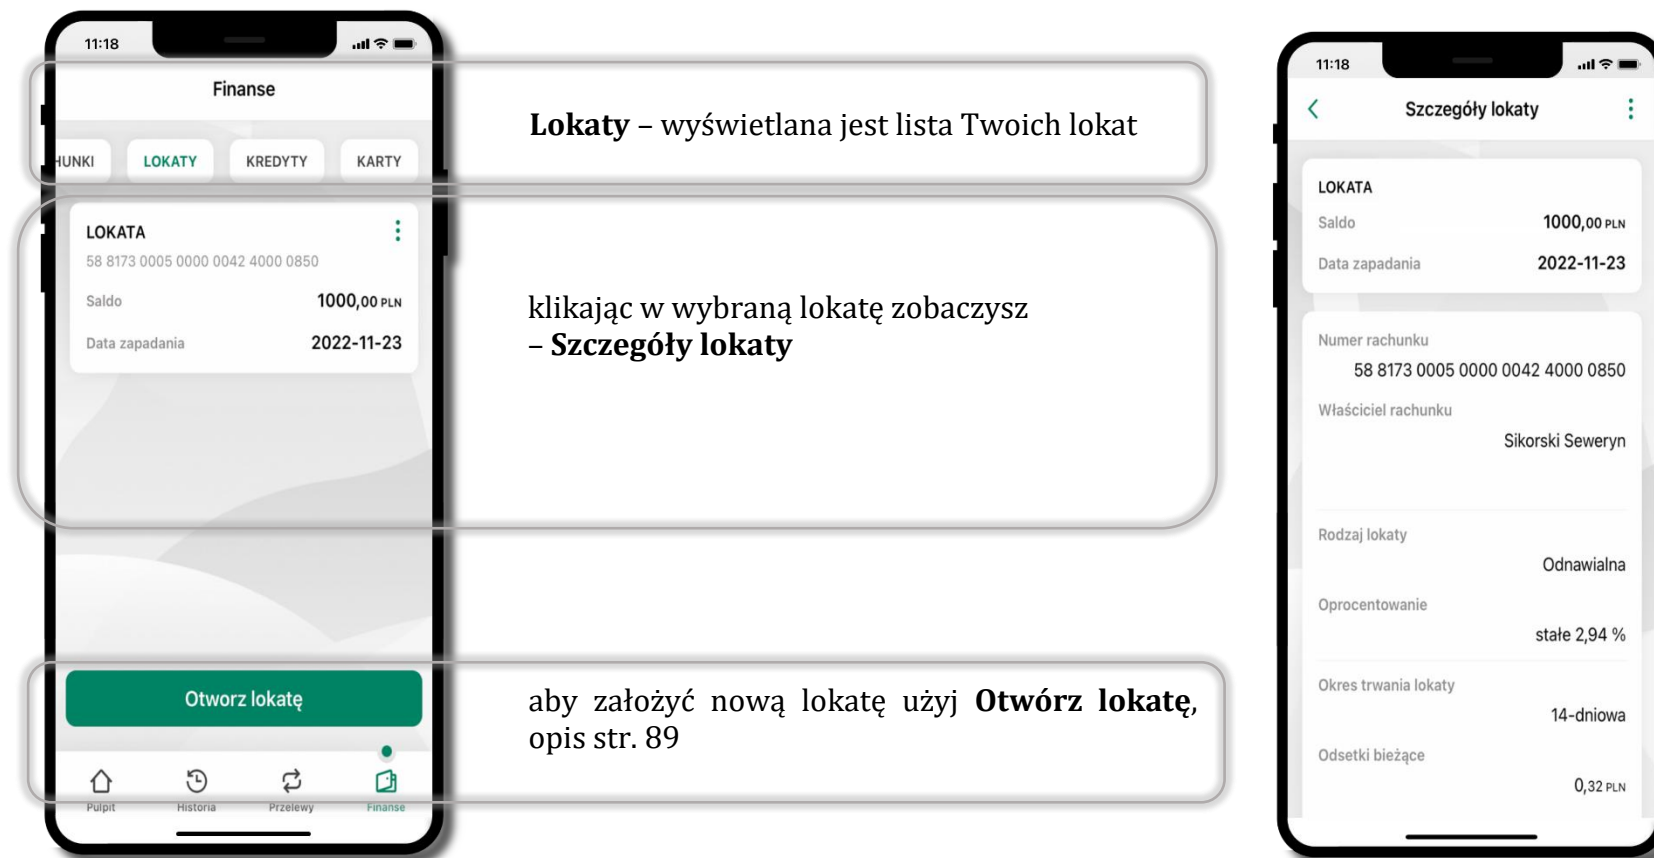 11:18
Finanse
HUNKI LOKATY KREDYTY KARTY
LOKATA
58 8173 0005 0000 0042 4000 0850
Saldo 1000,00 PLN
Data zapadania 2022-11-23
Otworz lokatę
Pulpit Historia Przelewy Finanse
Lokaty – wyświetlana jest lista Twoich lokat
klikając w wybraną lokatę zobaczysz
– Szczegóły lokaty
aby założyć nową lokatę użyj Otwórz lokatę,
opis str. 89
11:18
Szczegóły lokaty
LOKATA
Saldo 1000,00 PLN
Data zapadania 2022-11-23
Numer rachunku
58 8173 0005 0000 0042 4000 0850
Właściciel rachunku
Sikorski Seweryn
Rodzaj lokaty
Odnawialna
Oprocentowanie
stałe 2,94 %
Okres trwania lokaty
14-dniowa
Odsetki bieżące
0,32 PLN